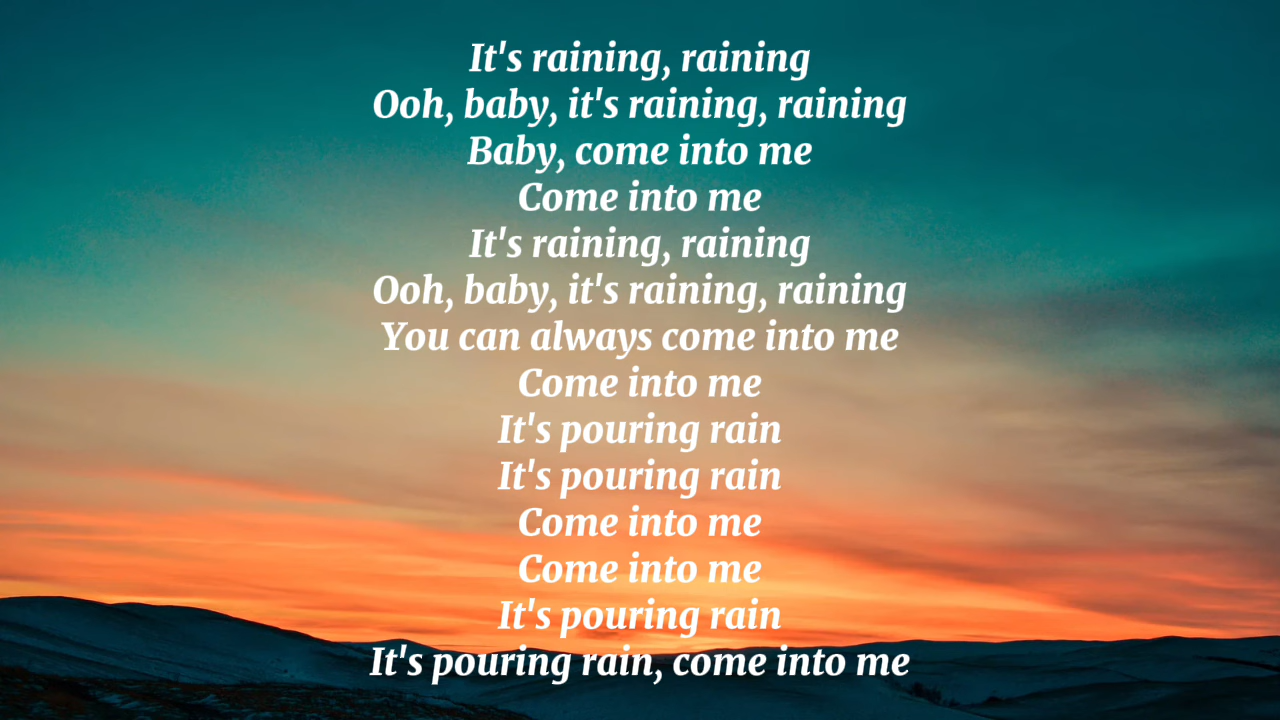 It's raining, raining
Ooh, baby, it's raining, raining
Baby, come into me
Come into me
It's raining, raining
Ooh, baby, it's raining, raining
You can always come into me
Come into me
It's pouring rain
It's pouring rain
Come into me
Come into me
It's pouring rain
It's pouring rain, come into me